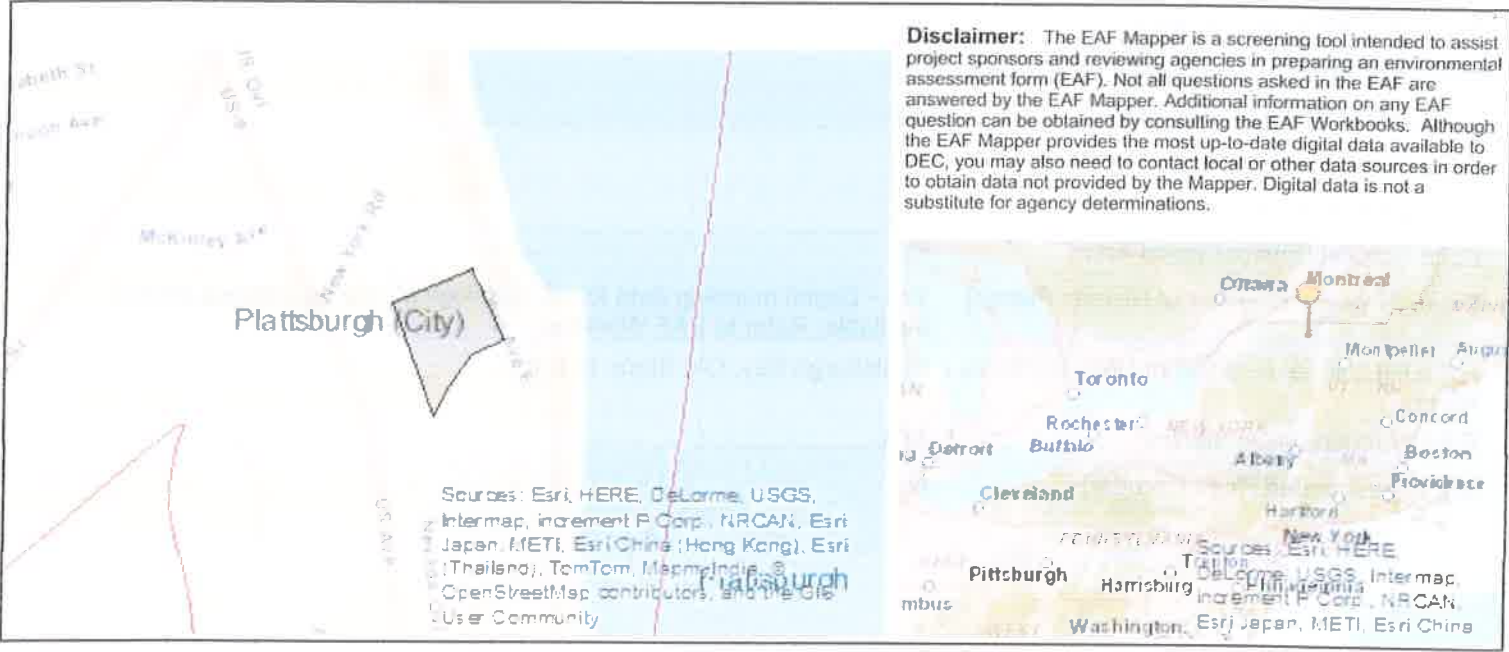 Disclaimer: The EAF Mapper is a screening tool intended to assist
project sponsors and reviewing agencies in preparing an environmental
assessment form (EAF). Not all questions asked in the EAF are
answered by the EAF Mapper. Additional information on any EAF
question can be obtained by consulting the EAF Workbooks. Although
the EAF Mapper provides the most up-to-date digital data available to
DEC, you may also need to contact local or other data sources in order
to obtain data not provided by the Mapper. Digital data is not a
substitute for agency determinations.
McKinley Ave
New York Rd
Plattsburgh (City)
Ave
US Ave
Sources: Esri, HERE, DeLorme, USGS,
Intermap, increment P Corp., NRCAN, Esri
Japan, METI, Esri China (Hong Kong), Esri
(Thailand), TomTom, MapmyIndia, ©
OpenStreetMap contributors, and the GIS
User Community
Plattsburgh
Ottawa
Montreal
Montpelier
Toronto
Rochester
NEW YORK
Concord
Detroit
Buffalo
Albany
Boston
Cleveland
Providence
Hartford
New York
Pittsburgh
Harrisburg
Philadelphia
mbus
Washington
Sources: Esri, HERE
DeLorme, USGS, Intermap,
increment P Corp., NRCAN,
Esri Japan, METI, Esri China